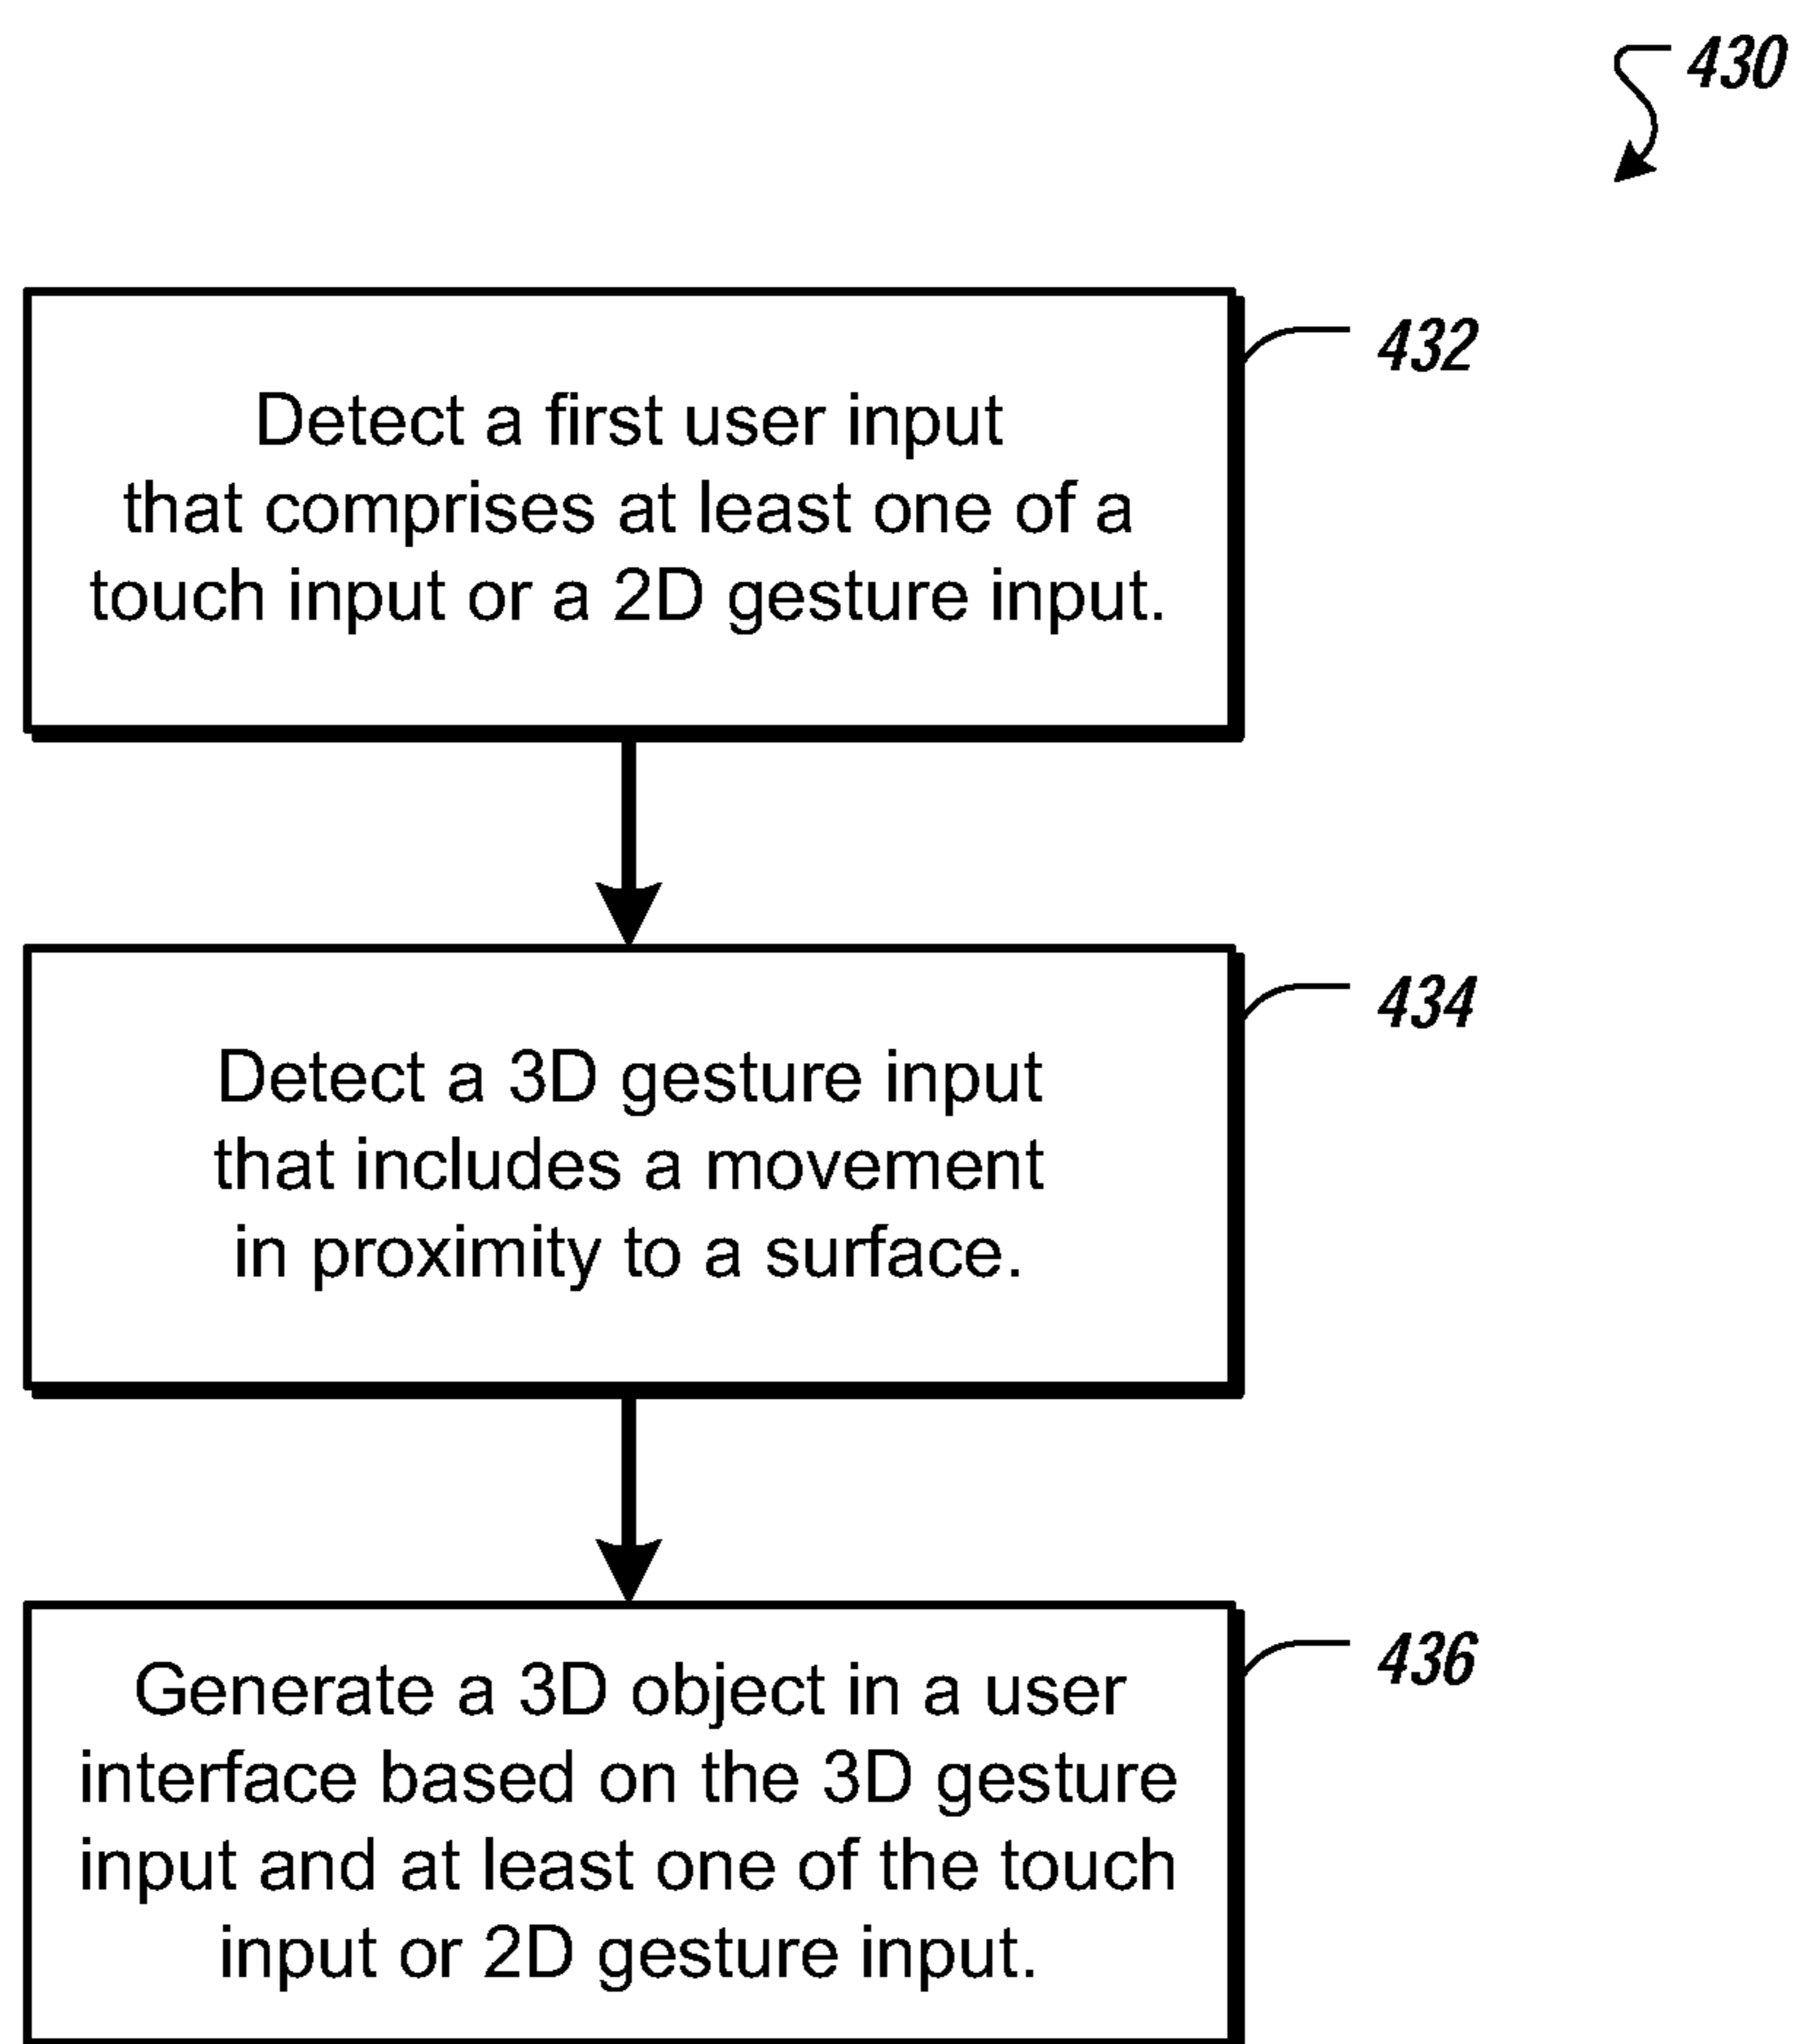 430
432
Detect a first user input
that comprises at least one of a
touch input or a 2D gesture input.
434
Detect a 3D gesture input
that includes a movement
in proximity to a surface.
436
Generate a 3D object in a user
interface based on the 3D gesture
input and at least one of the touch
input or 2D gesture input.